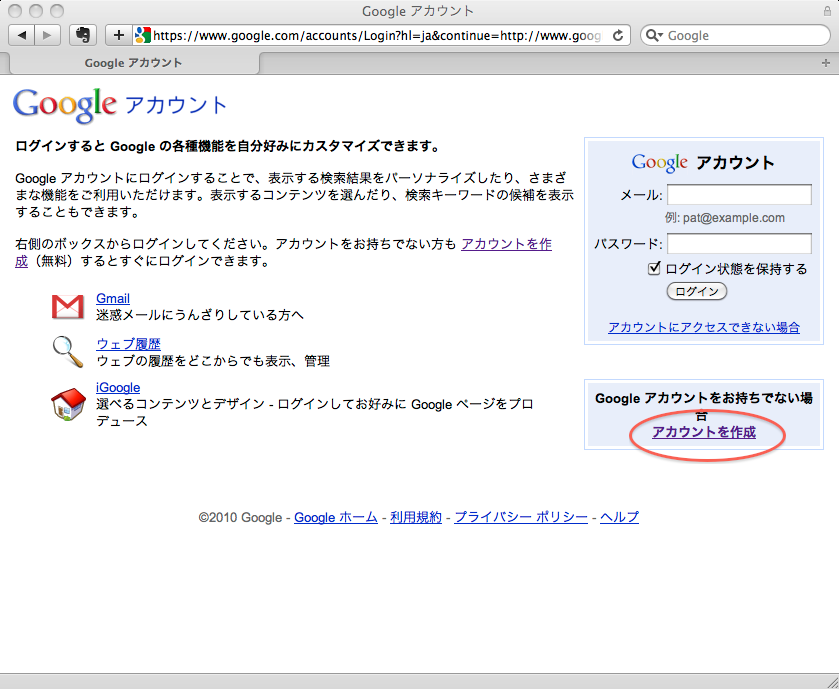 Google アカウント
https://www.google.com/accounts/Login?hl=ja&continue=http://www.goog
Google
Google アカウント
Google アカウント
ログインすると Google の各種機能を自分好みにカスタマイズできます。
Google アカウントにログインすることで、表示する検索結果をパーソナライズしたり、さまざ
まな機能をご利用いただけます。表示するコンテンツを選んだり、検索キーワードの候補を表示
することもできます。
右側のボックスからログインしてください。アカウントをお持ちでない方も アカウントを作
成（無料）するとすぐにログインできます。
Gmail
迷惑メールにうんざりしている方へ
ウェブ履歴
ウェブの履歴をどこからでも表示、管理
iGoogle
選べるコンテンツとデザイン - ログインしてお好みに Google ページをプロ
デュース
Google アカウント
メール:
例: pat@example.com
パスワード:
ログイン状態を保持する
ログイン
アカウントにアクセスできない場合
Google アカウントをお持ちでない場
合
アカウントを作成
©2010 Google - Google ホーム - 利用規約 - プライバシー ポリシー - ヘルプ